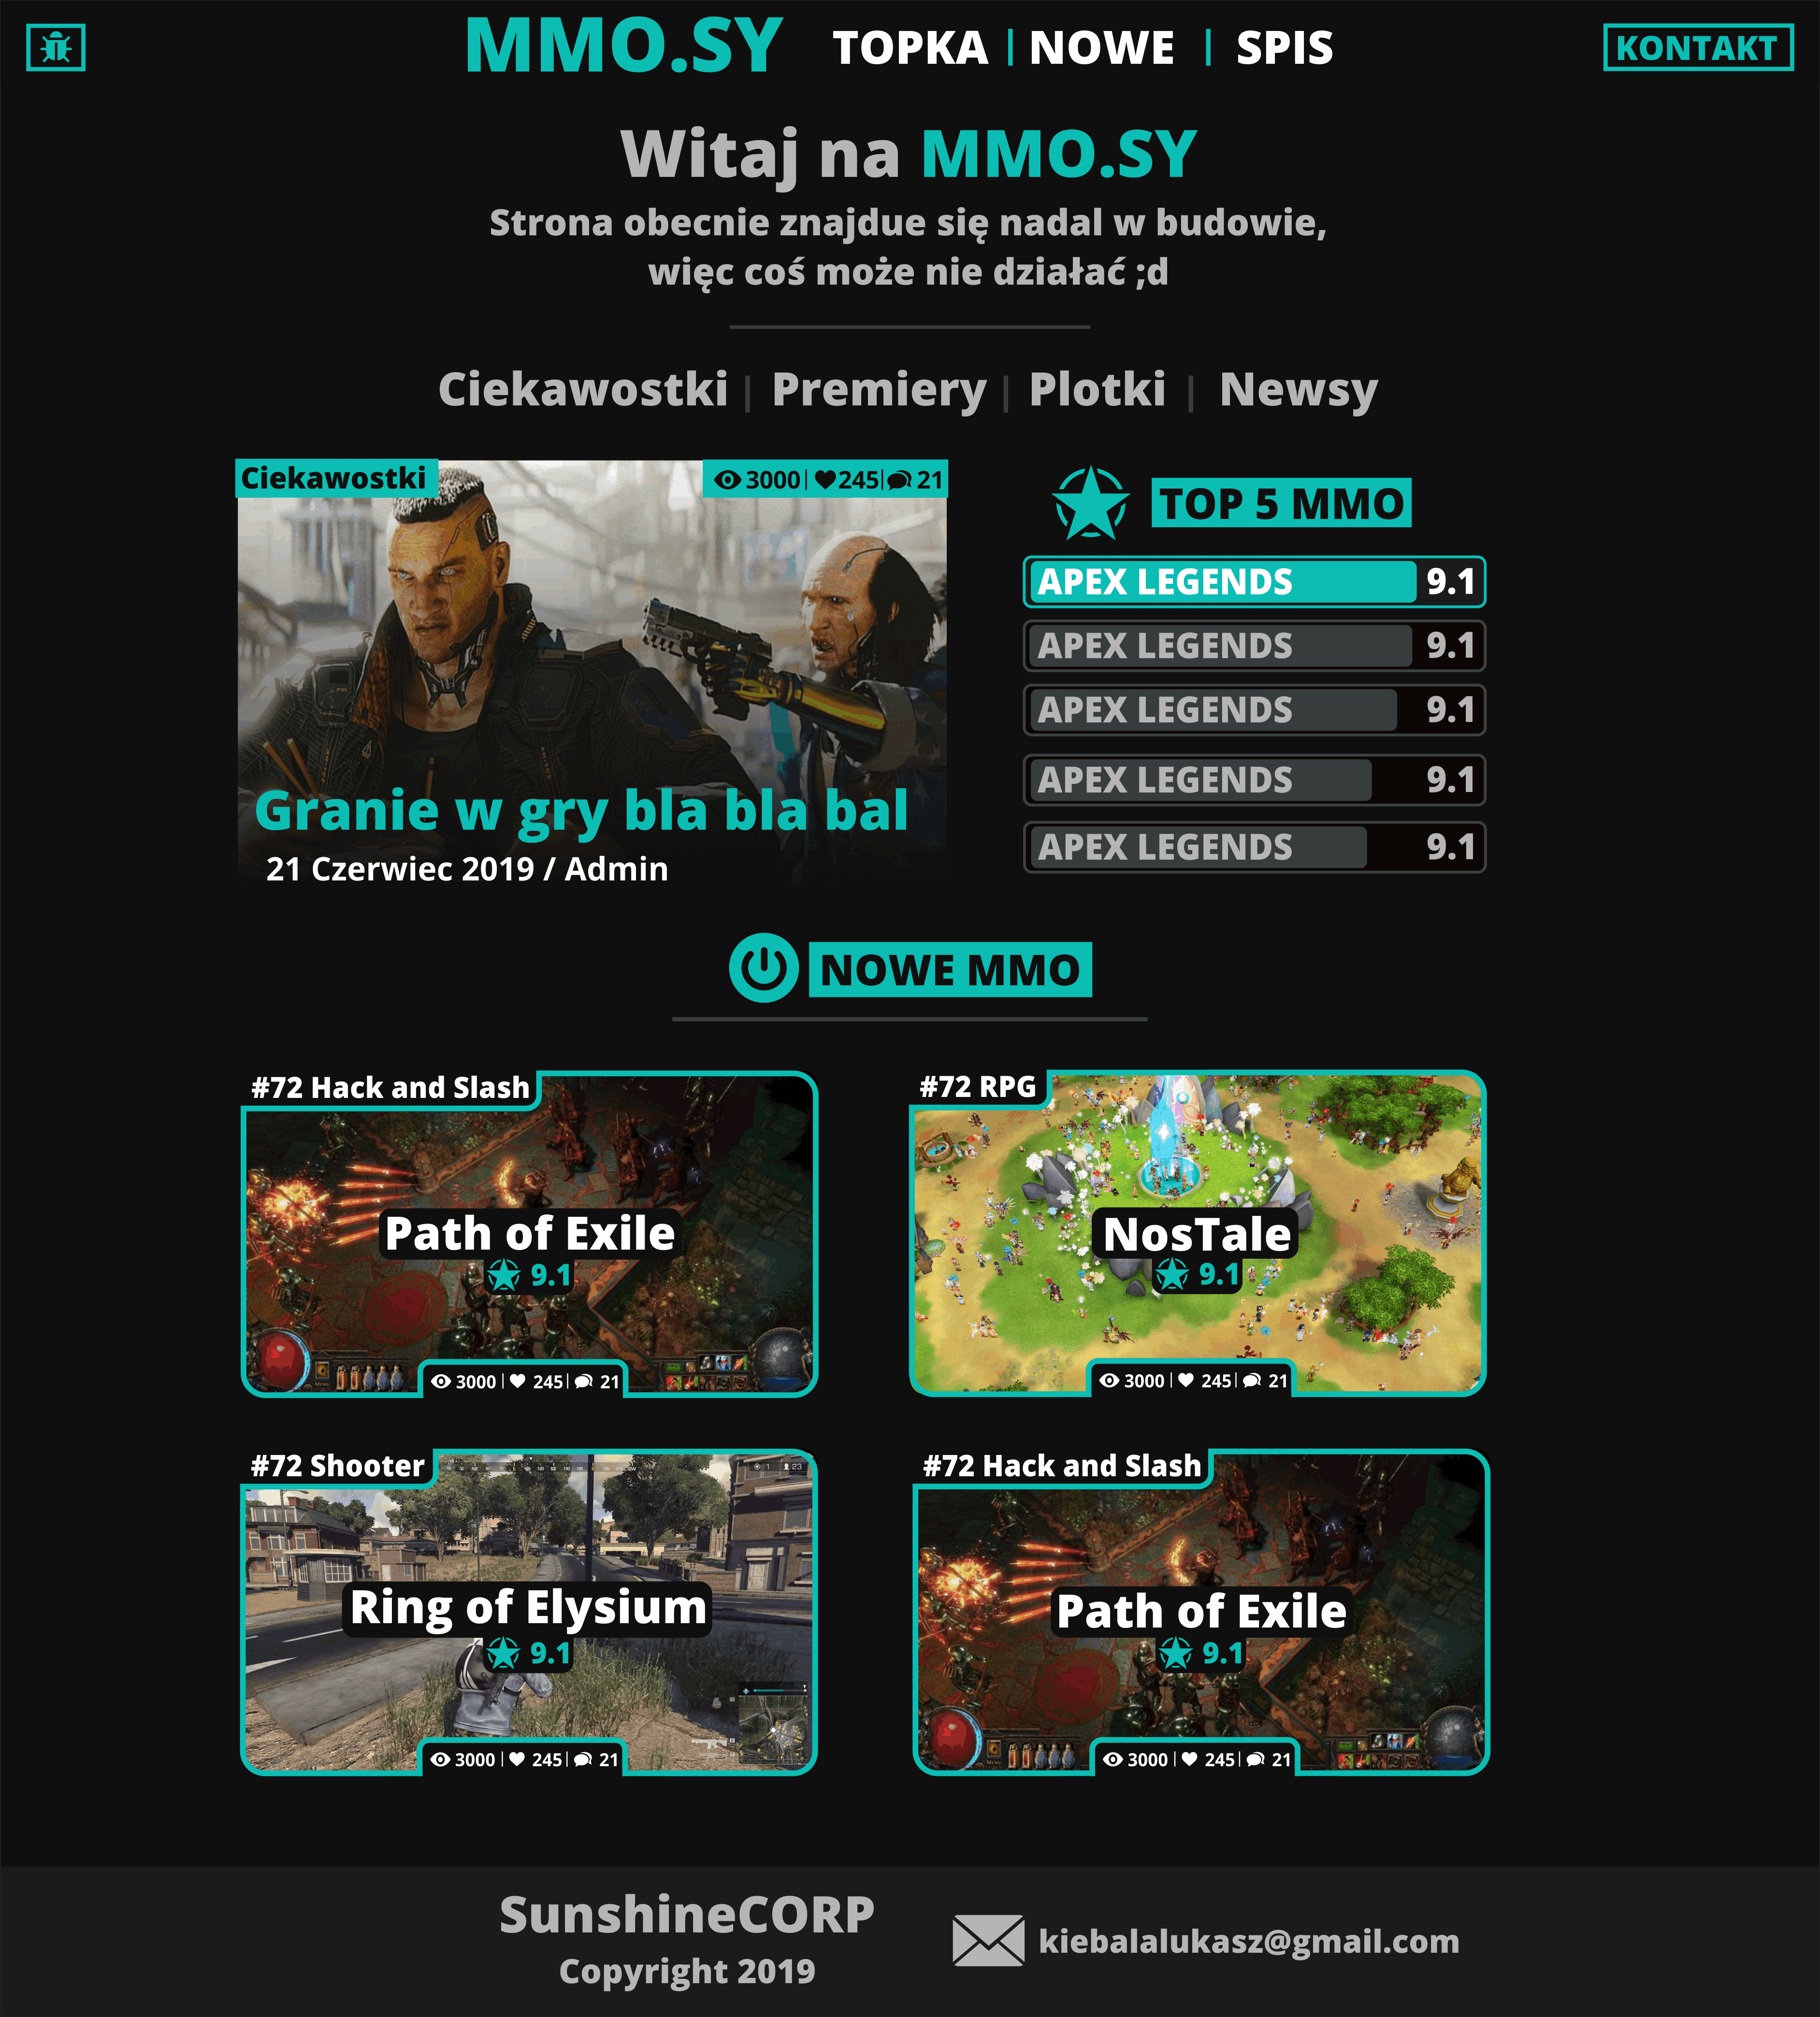 MMO.SY TOPKA | NOWE | SPIS KONTAKT
Witaj na MMO.SY
Strona obecnie znajdue się nadal w budowie,
więc coś może nie działać ;d
Ciekawostki | Premiery | Plotki | Newsy
Ciekawostki 3000 | 245 | 21
Granie w gry bla bla bal
21 Czerwiec 2019 / Admin
TOP 5 MMO
APEX LEGENDS 9.1
APEX LEGENDS 9.1
APEX LEGENDS 9.1
APEX LEGENDS 9.1
APEX LEGENDS 9.1
NOWE MMO
#72 Hack and Slash
Path of Exile
9.1
3000 | 245 | 21
#72 RPG
NosTale
9.1
3000 | 245 | 21
#72 Shooter
Ring of Elysium
9.1
3000 | 245 | 21
#72 Hack and Slash
Path of Exile
9.1
3000 | 245 | 21
SunshineCORP
Copyright 2019
kiebalalukasz@gmail.com